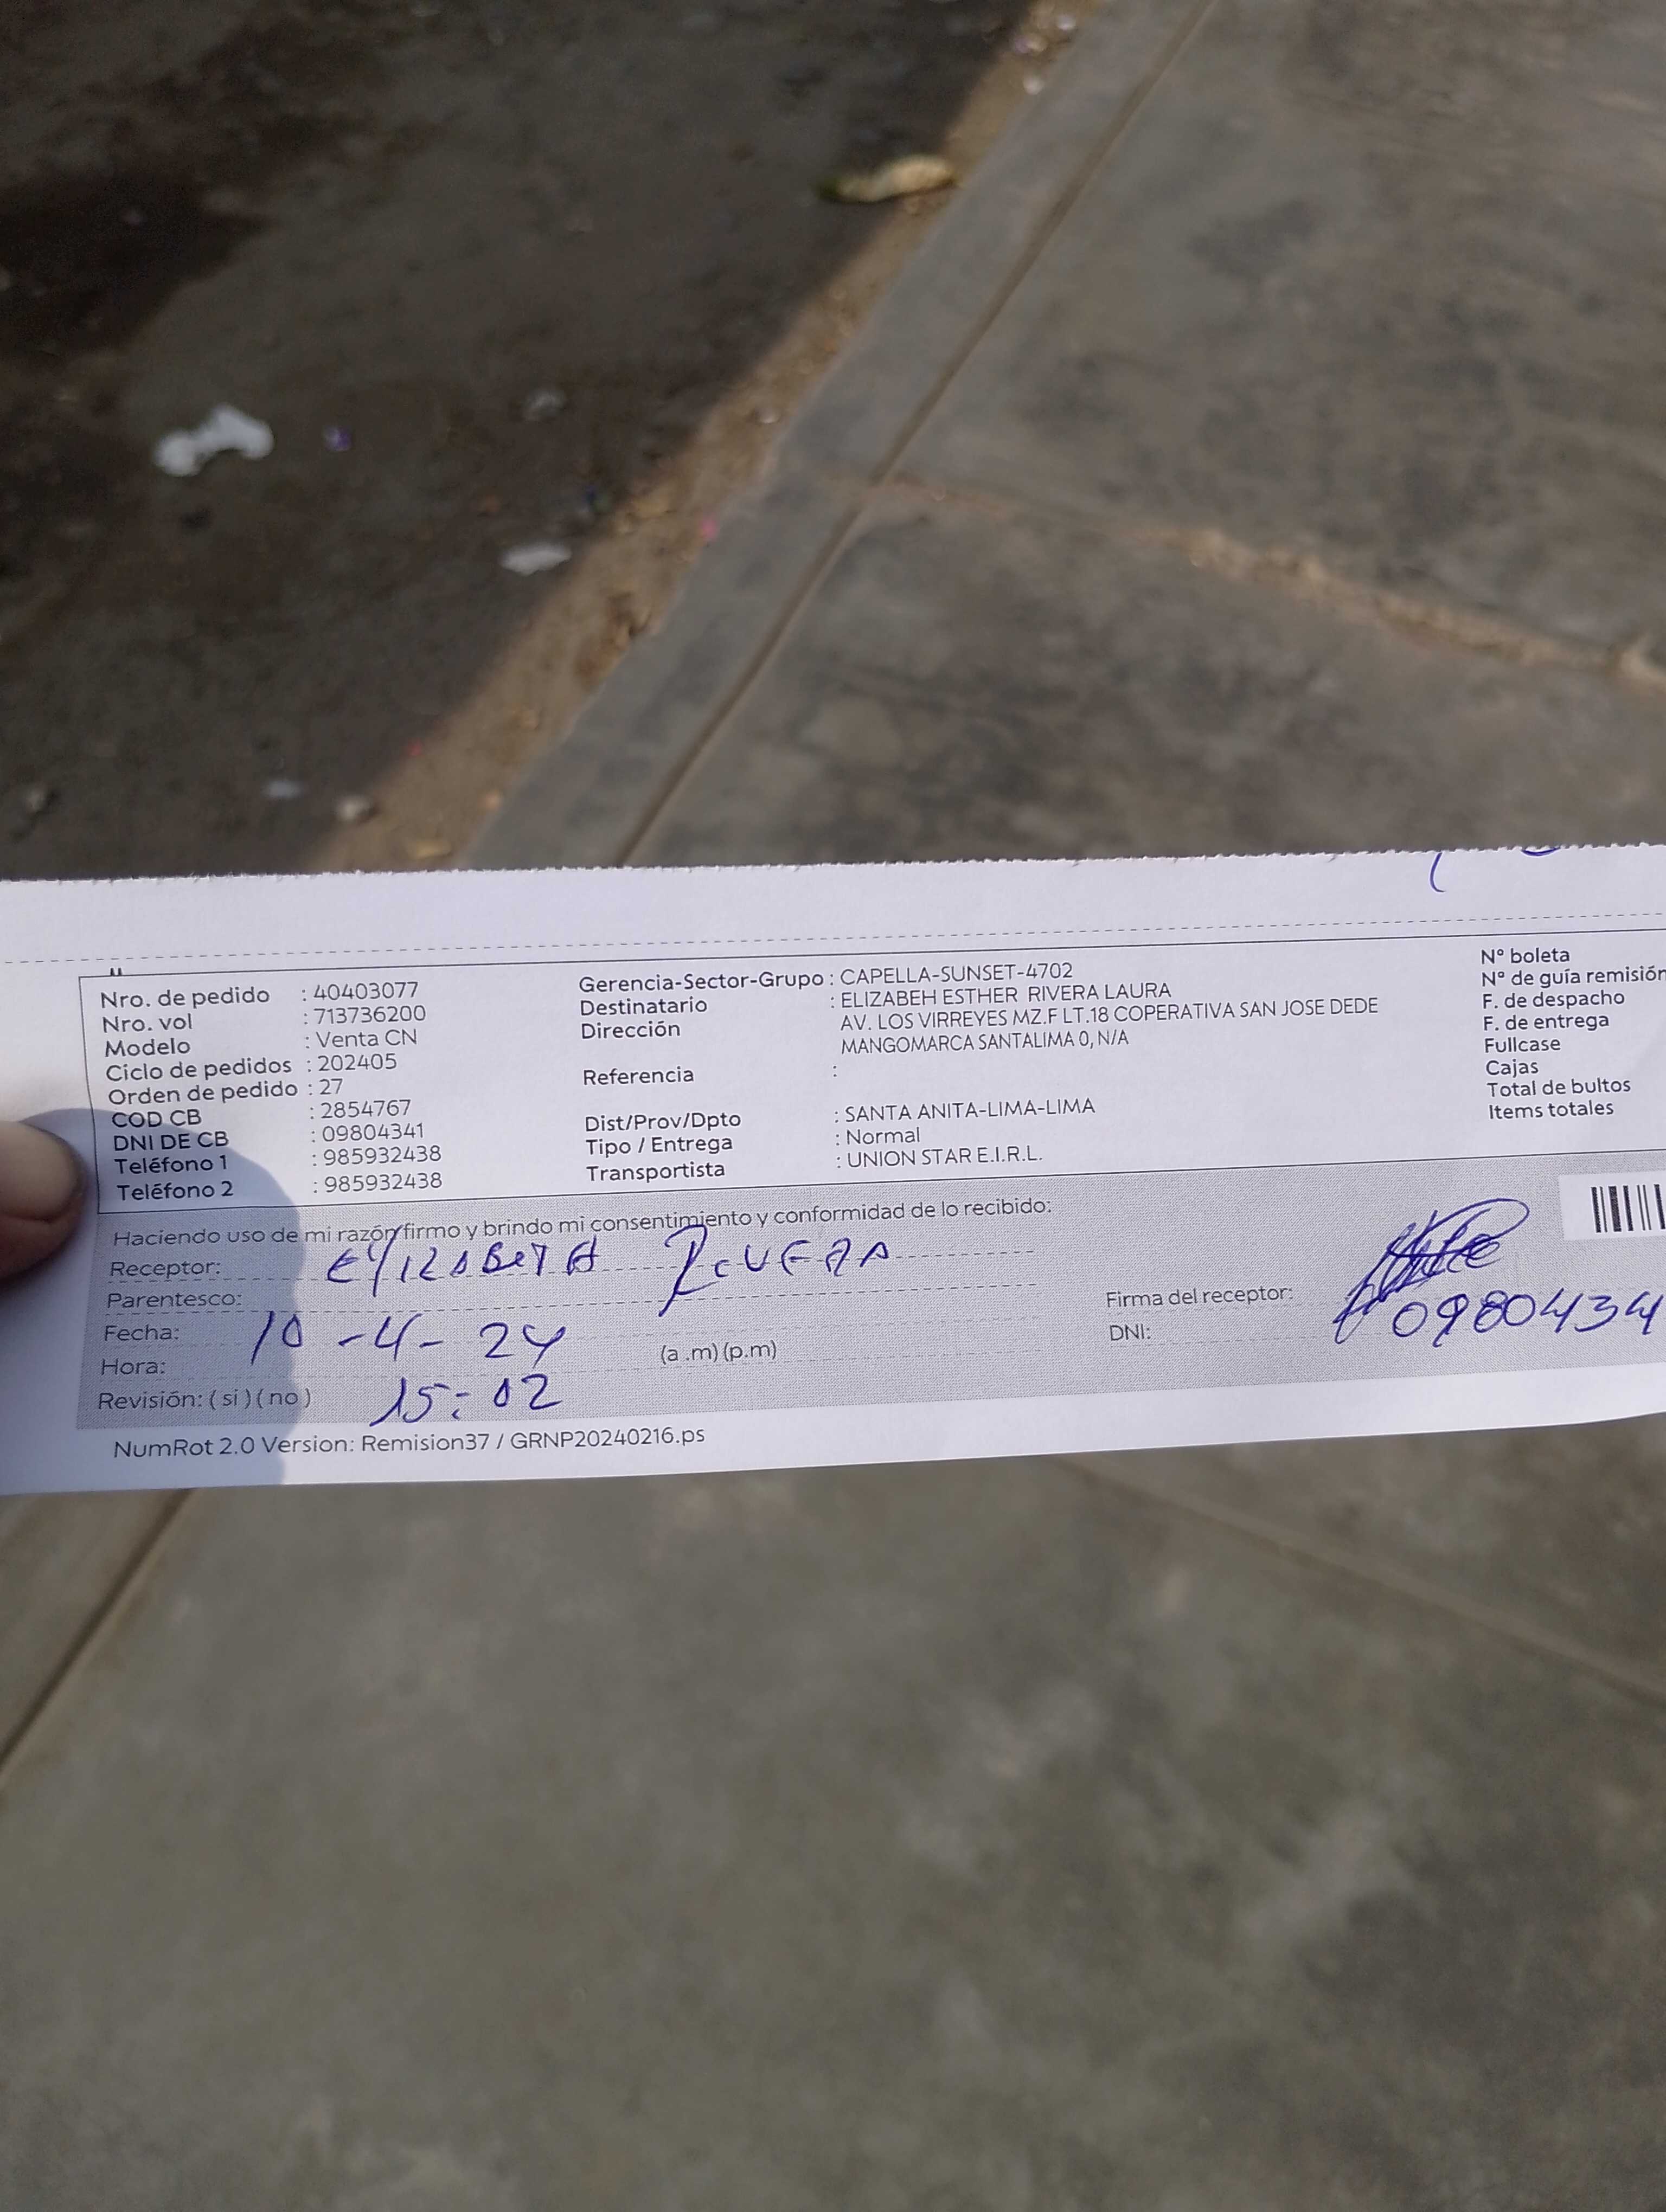 Nro. de pedido : 40403077
Nro. vol : 713736200
Modelo : Venta CN
Ciclo de pedidos : 202405
Orden de pedido : 27
COD CB : 2854767
DNI DE CB : 09804341
Teléfono 1 : 985932438
Teléfono 2 : 985932438
Gerencia-Sector-Grupo : CAPELLA-SUNSET-4702
Destinatario : ELIZABEH ESTHER RIVERA LAURA
Dirección AV. LOS VIRREYES MZ.F LT.18 COPERATIVA SAN JOSE DEDE
MANGOMARCA SANTALIMA 0, N/A
Referencia :
Dist/Prov/Dpto : SANTA ANITA-LIMA-LIMA
Tipo / Entrega : Normal
Transportista : UNION STAR E.I.R.L.
N° boleta
N° de guía remisión
F. de despacho
F. de entrega
Fullcase
Cajas
Total de bultos
Items totales
Haciendo uso de mi razón firmo y brindo mi consentimiento y conformidad de lo recibido:
Receptor: Elizabeth Rivera
Parentesco:
Fecha: 10-4-24
Hora: (a .m) (p.m)
Revisión: ( si ) ( no ) 15:02
Firma del receptor:
DNI: 0980434
NumRot 2.0 Version: Remision37 / GRNP20240216.ps